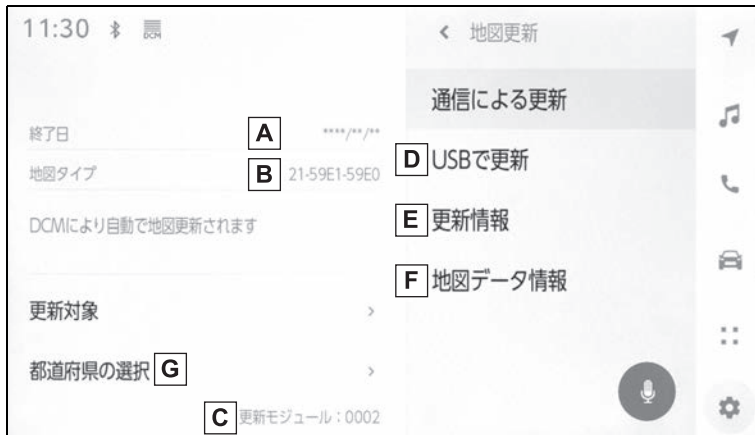 11:30 DCM
終了日 A ****/**/**
地図タイプ B 21-59E1-59E0
DCMにより自動で地図更新されます
更新対象
都道府県の選択 G
C 更新モジュール:0002
地図更新
通信による更新
D USBで更新
E 更新情報
F 地図データ情報